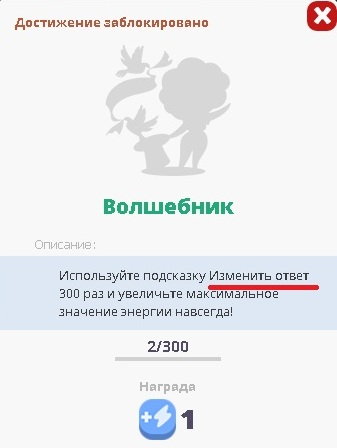 Достижение заблокировано
Волшебник
Описание:
Используйте подсказку Изменить ответ
300 раз и увеличьте максимальное
значение энергии навсегда!
2/300
Награда
1